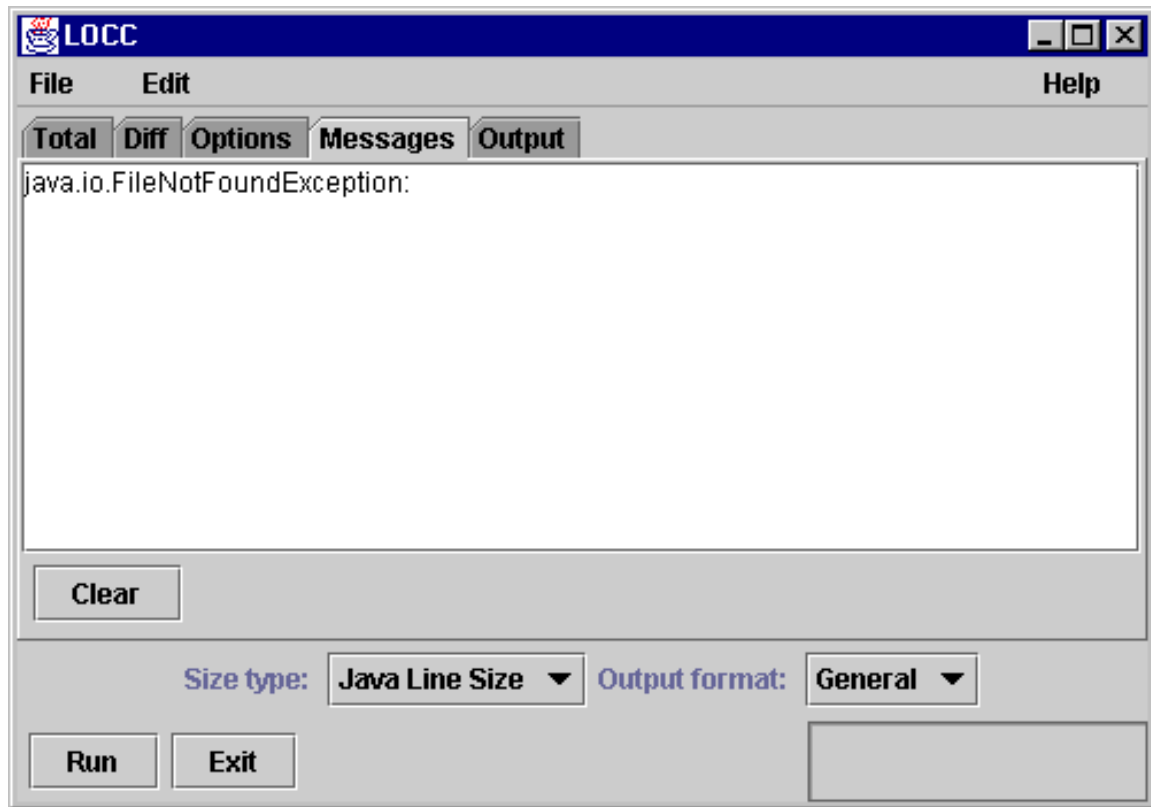 LOCC
File Edit Help
Total Diff Options Messages Output
java.io.FileNotFoundException:
Clear
Size type: Java Line Size Output format: General
Run Exit